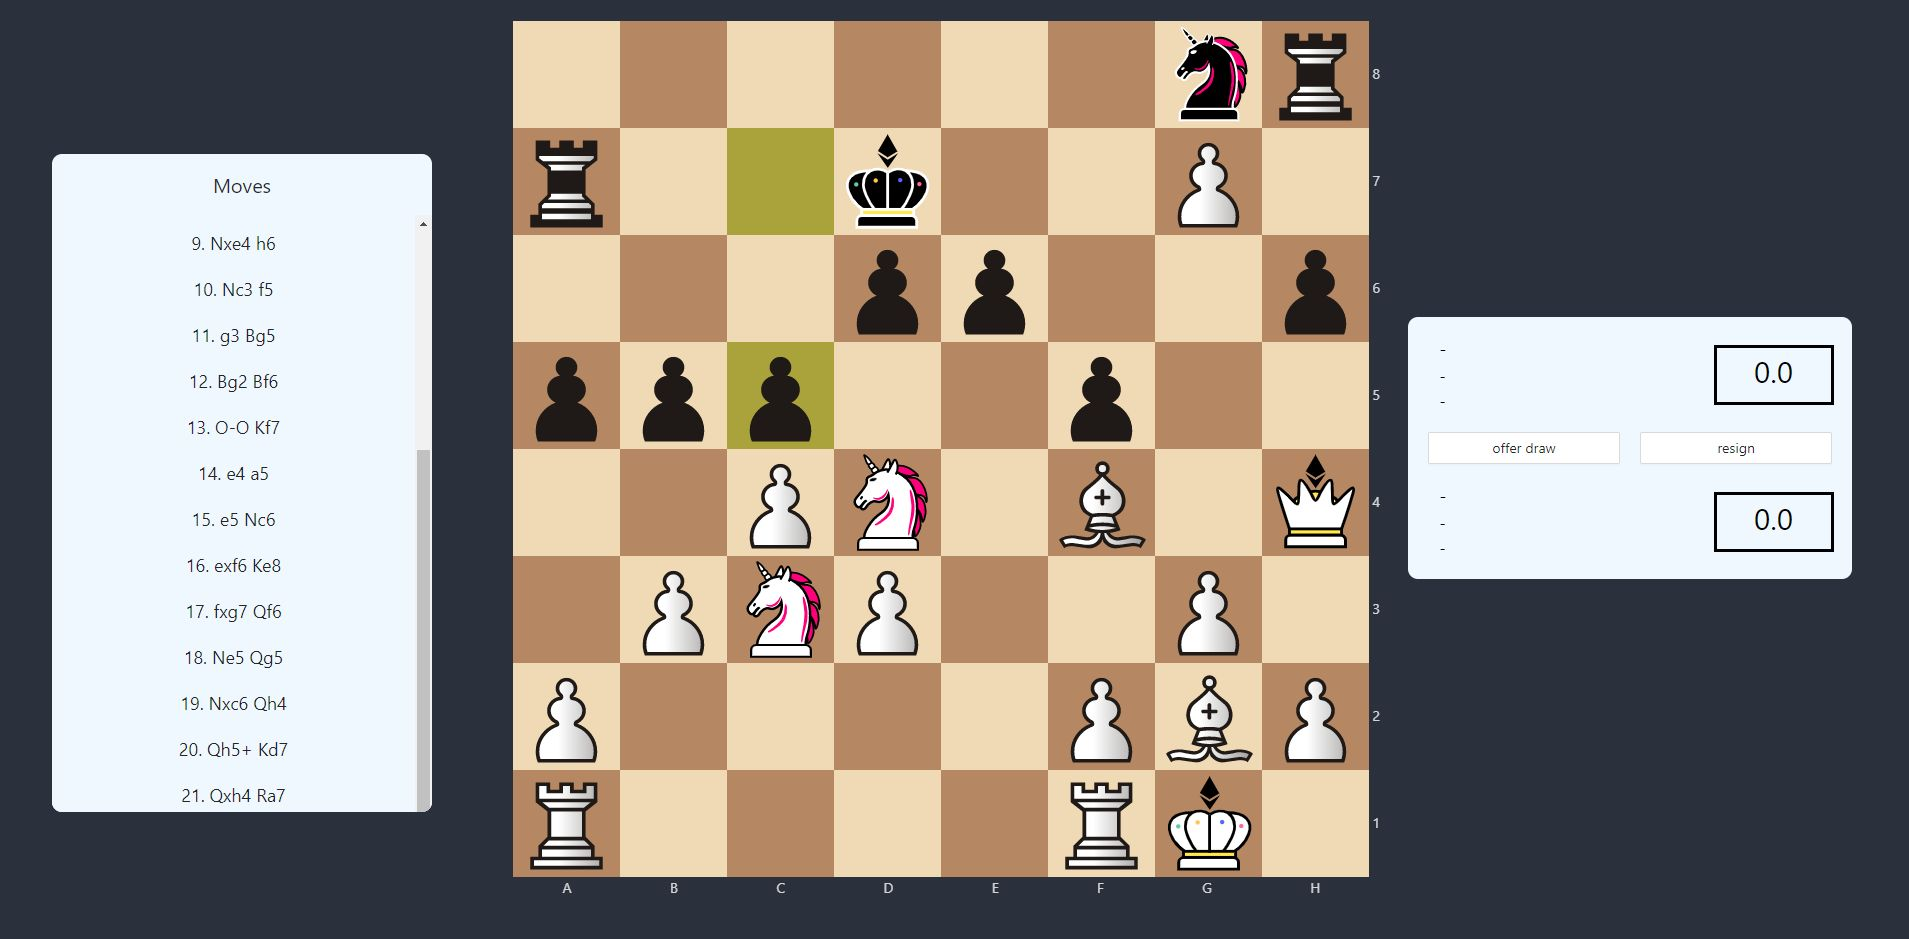 Moves
9. Nxe4 h6
10. Nc3 f5
11. g3 Bg5
12. Bg2 Bf6
13. O-O Kf7
14. e4 a5
15. e5 Nc6
16. exf6 Ke8
17. fxg7 Qf6
18. Ne5 Qg5
19. Nxc6 Qh4
20. Qh5+ Kd7
21. Qxh4 Ra7
8
7
6
5
4
3
2
1
A B C D E F G H
-
-
-
0.0
offer draw resign
-
-
-
0.0